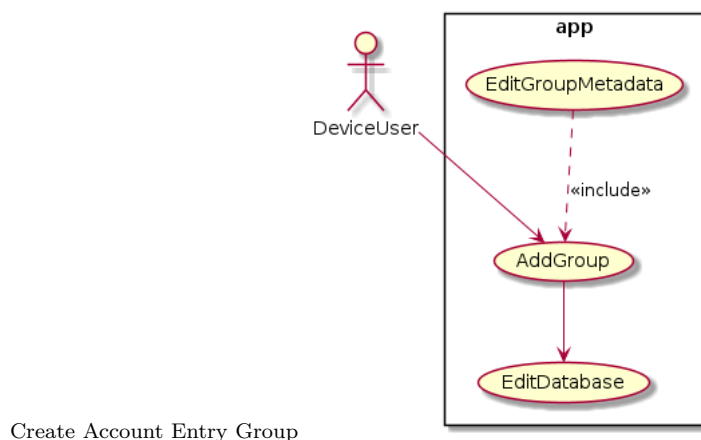 app
EditGroupMetadata
DeviceUser
«include»
AddGroup
EditDatabase
Create Account Entry Group